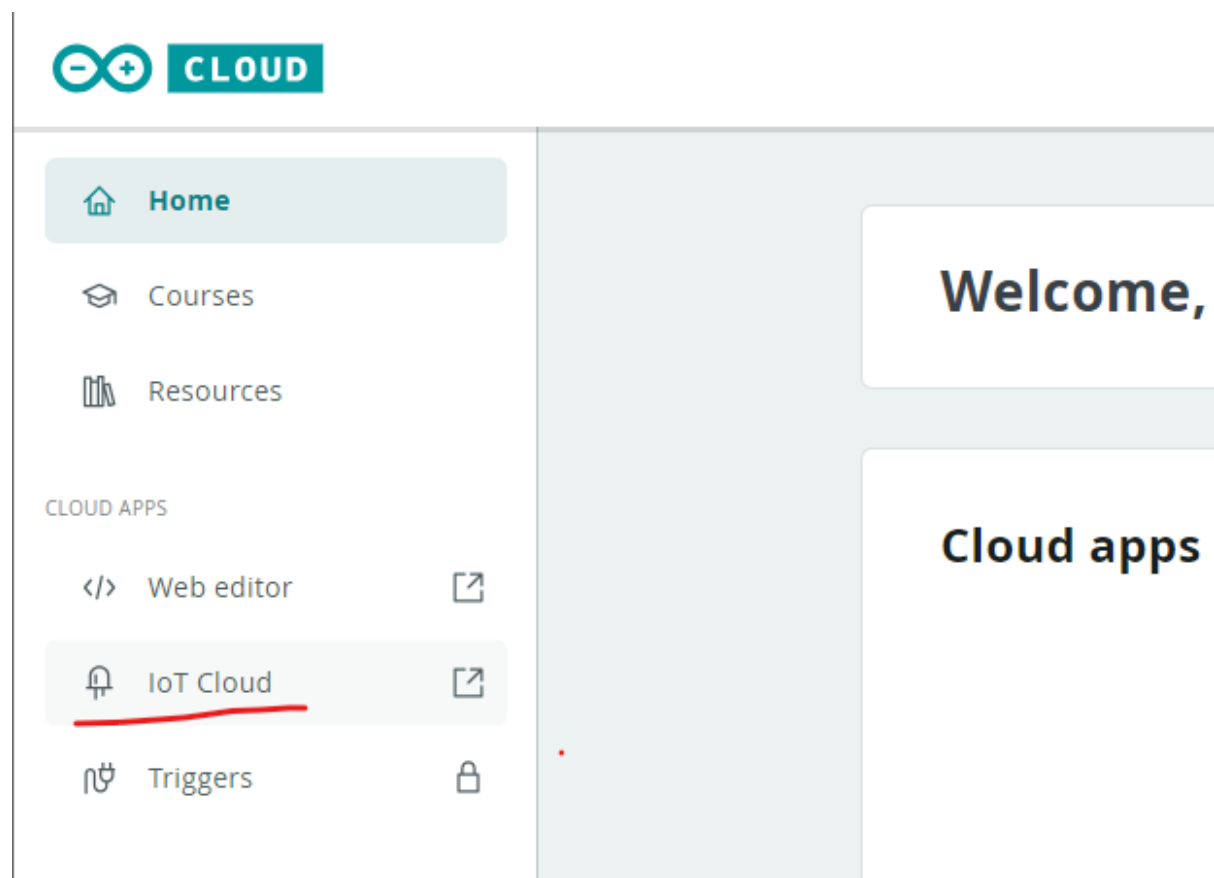 CLOUD
Home
Courses
Resources
CLOUD APPS
</> Web editor
IoT Cloud
Triggers
Welcome,
Cloud apps